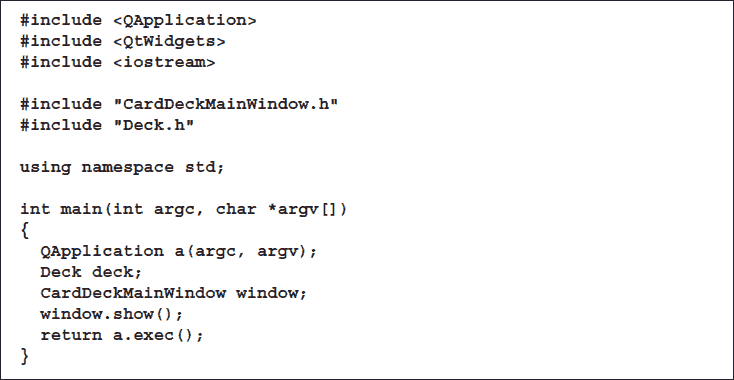 #include <QApplication>
#include <QtWidgets>
#include <iostream>
#include "CardDeckMainWindow.h"
#include "Deck.h"
using namespace std;
int main(int argc, char *argv[])
{
  QApplication a(argc, argv);
  Deck deck;
  CardDeckMainWindow window;
  window.show();
  return a.exec();
}